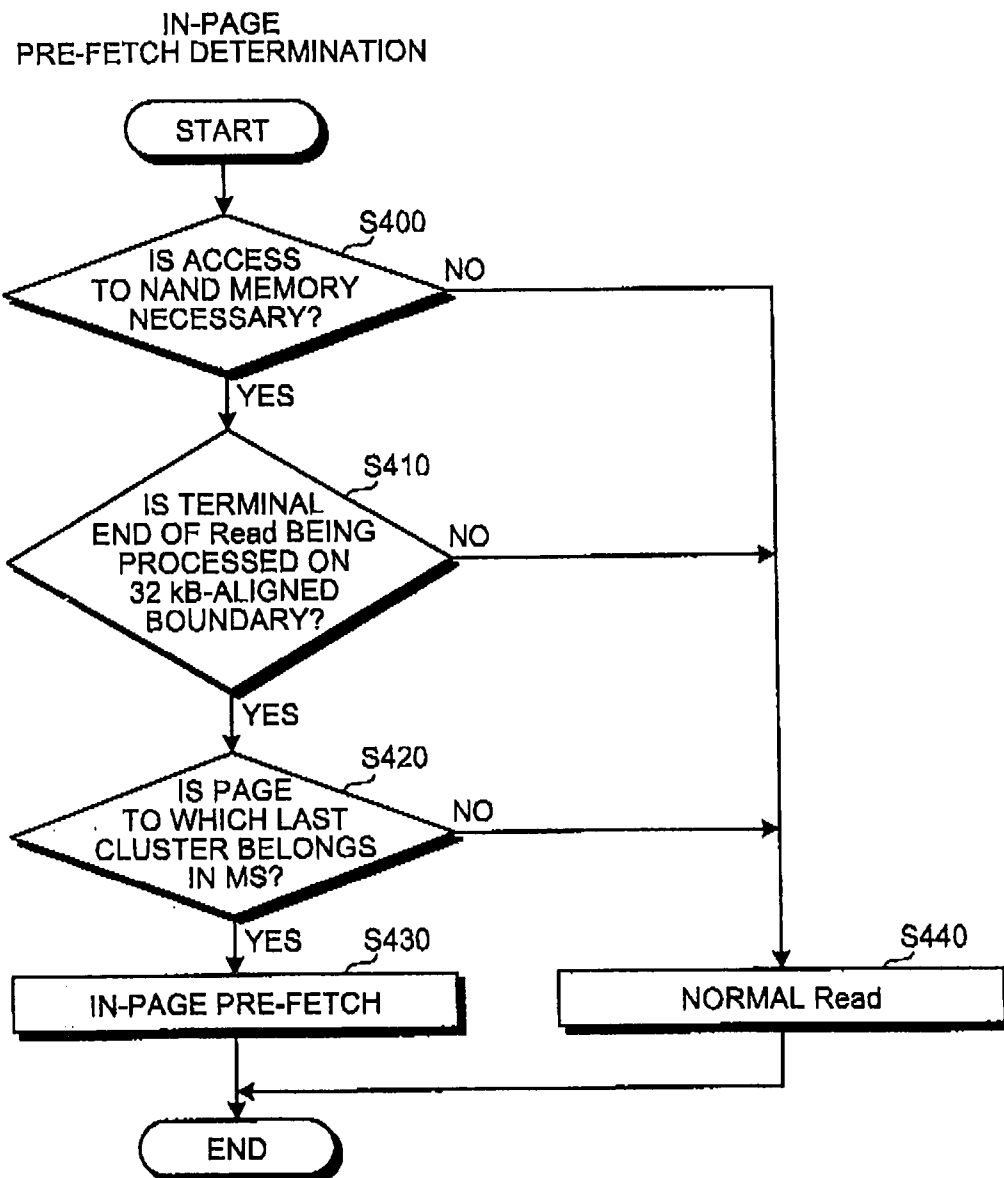 IN-PAGE
PRE-FETCH DETERMINATION
START
S400
IS ACCESS
TO NAND MEMORY
NECESSARY?
NO
YES
S410
IS TERMINAL
END OF Read BEING
PROCESSED ON
32 kB-ALIGNED
BOUNDARY?
NO
YES
S420
IS PAGE
TO WHICH LAST
CLUSTER BELONGS
IN MS?
NO
YES
S430
IN-PAGE PRE-FETCH
S440
NORMAL Read
END